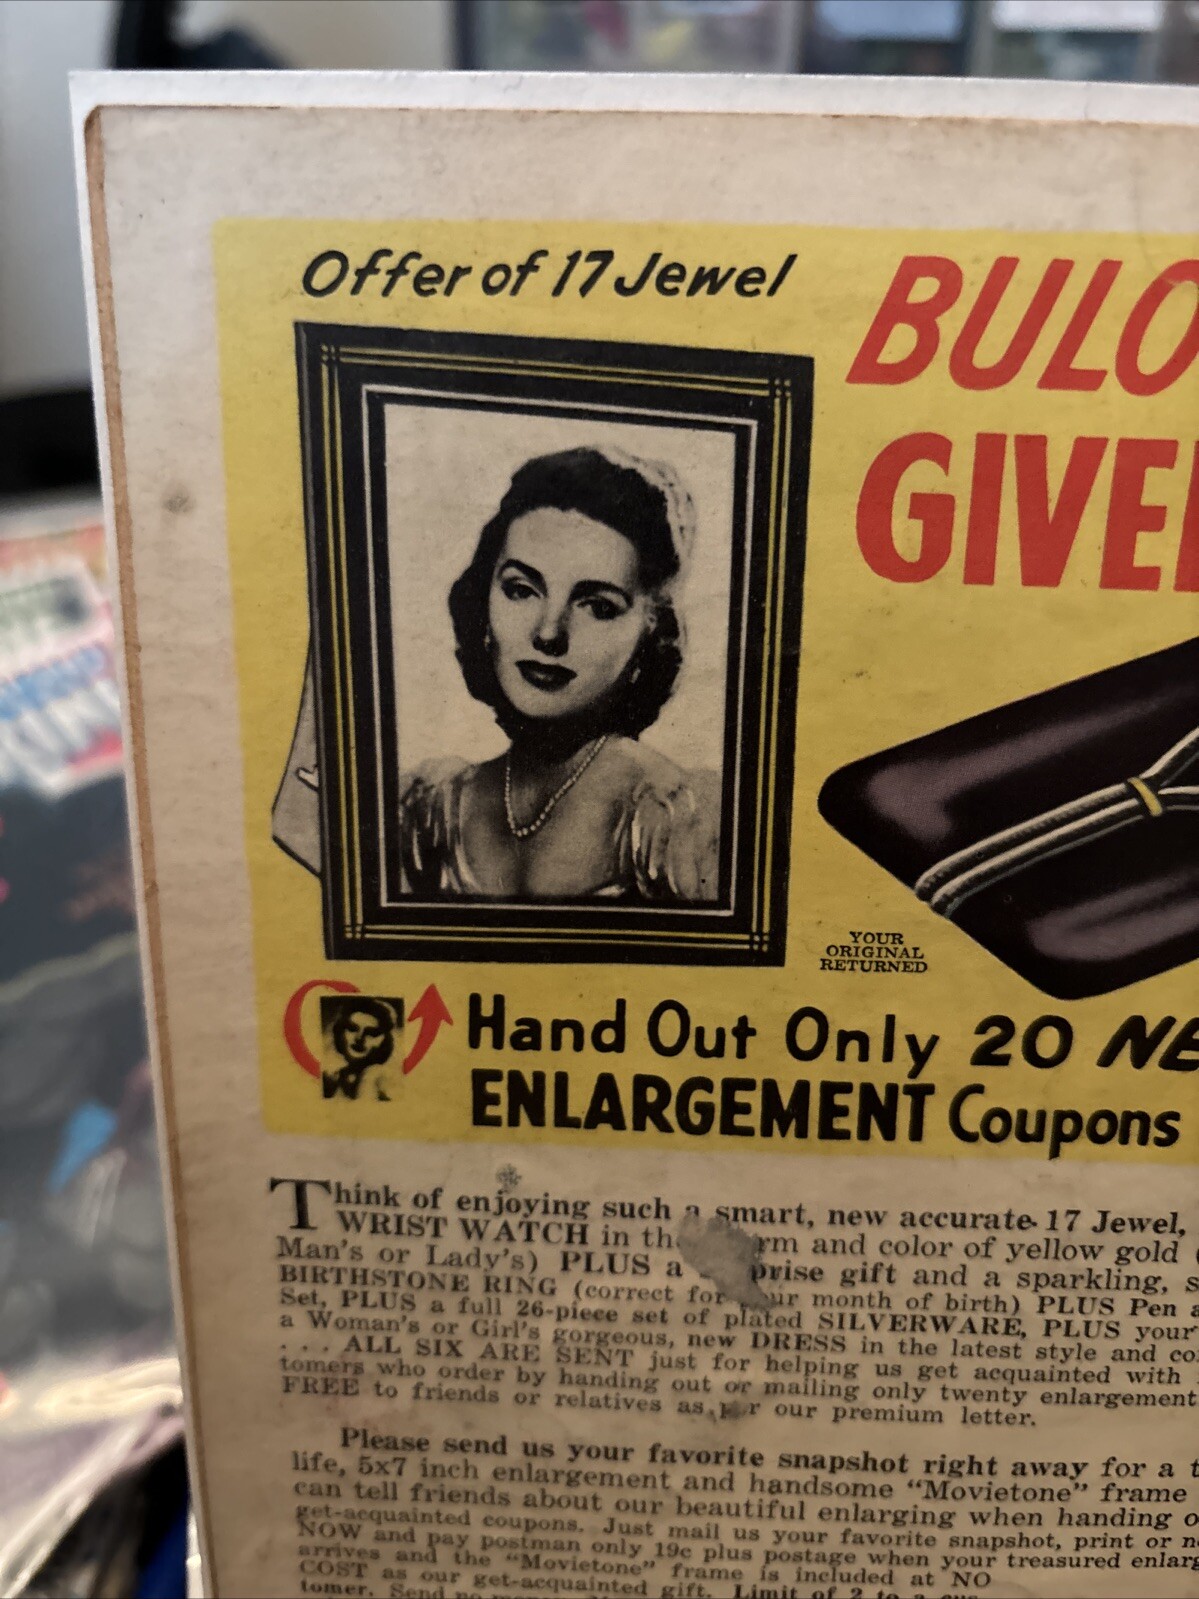 Offer of 17 Jewel
BULO
GIVE
YOUR
ORIGINAL
RETURNED
Hand Out Only 20 NE
ENLARGEMENT Coupons
Think of enjoying such a smart, new accurate 17 Jewel,
WRIST WATCH in th rm and color of yellow gold (
Man's or Lady's) PLUS a prise gift and a sparkling, s
BIRTHSTONE RING (correct for your month of birth) PLUS Pen a
Set, PLUS a full 26-piece set of plated SILVERWARE, PLUS your
a Woman's or Girl's gorgeous, new DRESS in the latest style and co
. . . ALL SIX ARE SENT just for helping us get acquainted with
tomers who order by handing out or mailing only twenty enlargement
FREE to friends or relatives as per our premium letter.
Please send us your favorite snapshot right away for a t
life, 5x7 inch enlargement and handsome "Movietone" frame
can tell friends about our beautiful enlarging when handing o
get-acquainted coupons. Just mail us your favorite snapshot, print or ne
NOW and pay postman only 19c plus postage when your treasured enlarg
arrives and the "Movietone" frame is included at NO
COST as our get-acquainted gift. Limit of 2 to a cus
tomer. Send no